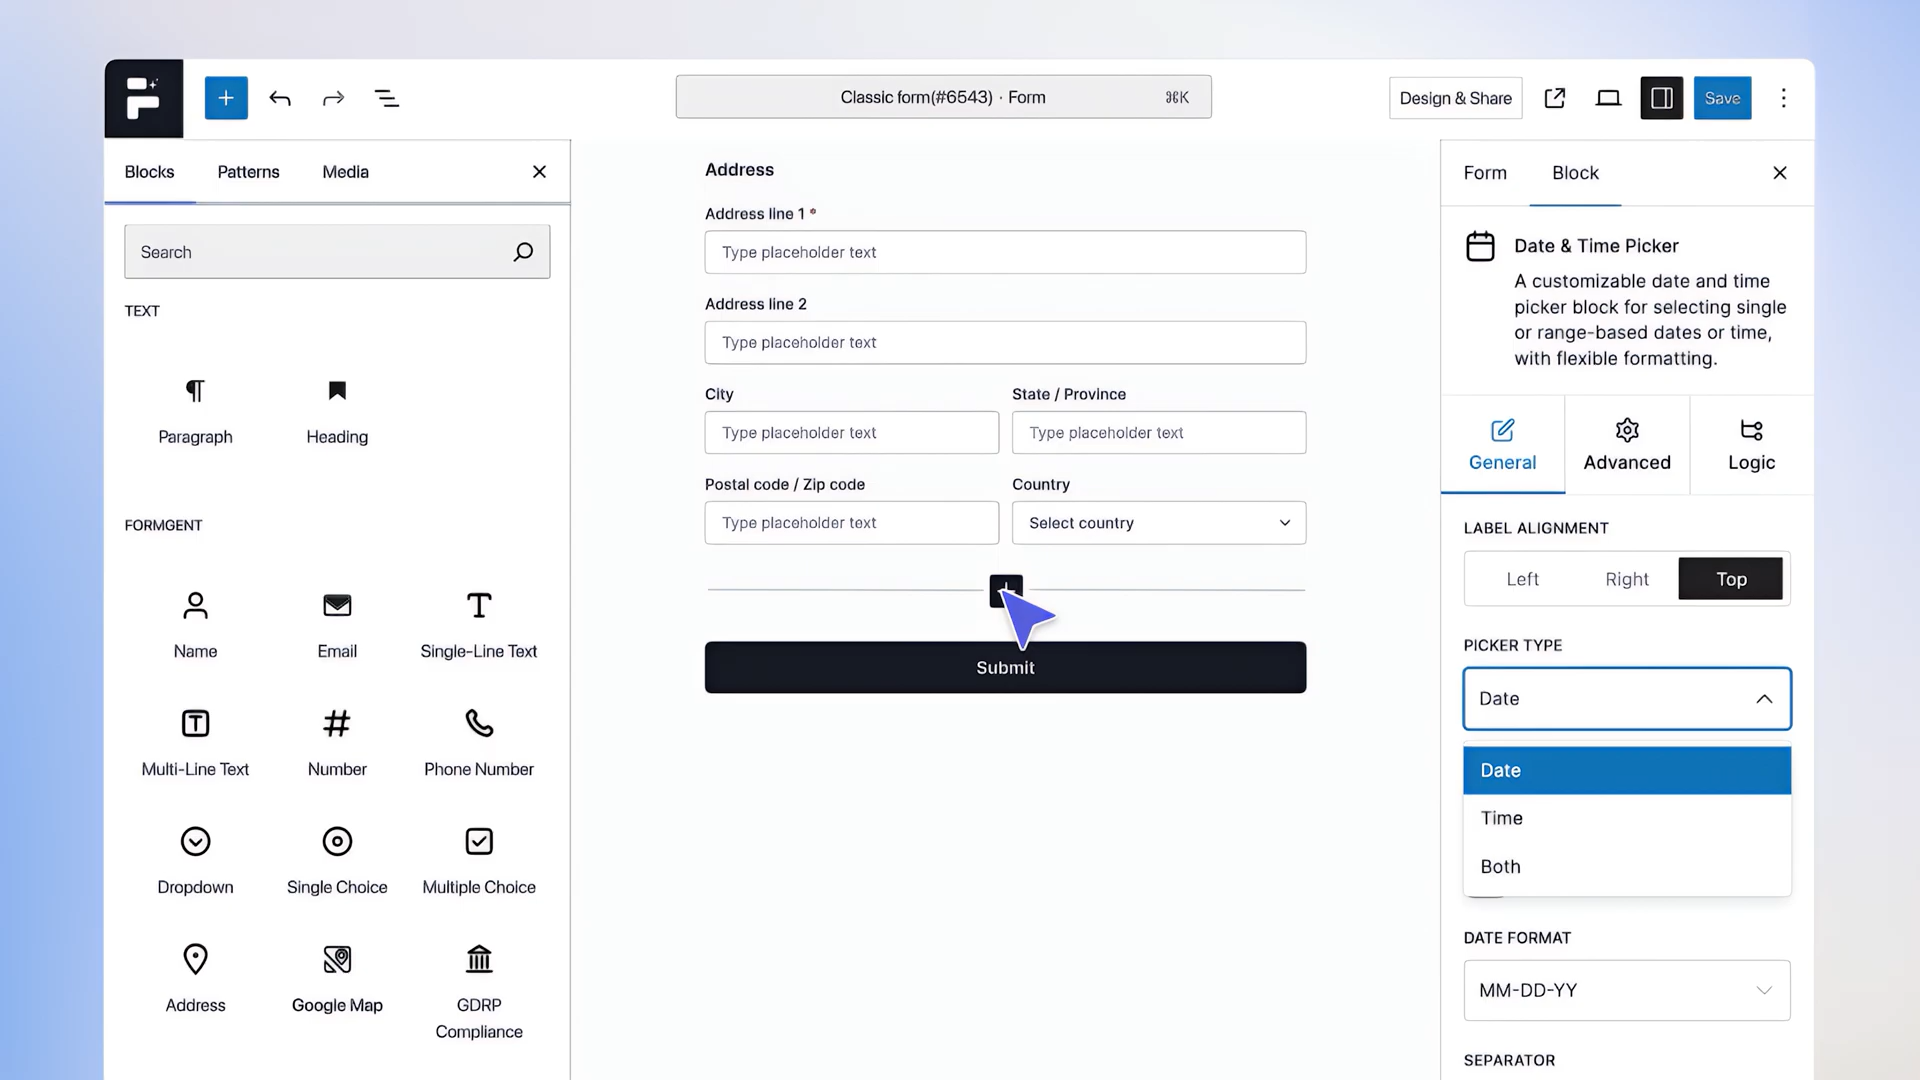 Classic form(#6543) · Form ⌘K
Design & Share
Save
Blocks Patterns Media
Search
TEXT
Paragraph Heading
FORMGENT
Name Email Single-Line Text
Multi-Line Text Number Phone Number
Dropdown Single Choice Multiple Choice
Address Google Map GDRP
Compliance
Address
Address line 1 *
Type placeholder text
Address line 2
Type placeholder text
City State / Province
Type placeholder text Type placeholder text
Postal code / Zip code Country
Type placeholder text Select country
Submit
Form Block
Date & Time Picker
A customizable date and time
picker block for selecting single
or range-based dates or time,
with flexible formatting.
General Advanced Logic
LABEL ALIGNMENT
Left Right Top
PICKER TYPE
Date
Date
Time
Both
DATE FORMAT
MM-DD-YY
SEPARATOR